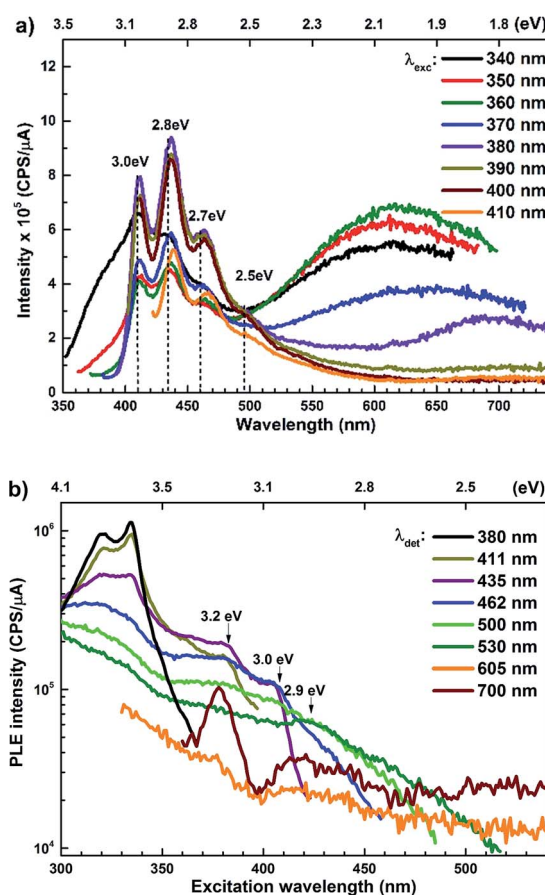 a)
3.5 3.1 2.8 2.5 2.3 2.1 1.9 1.8 (eV)
λexc:
340 nm
350 nm
360 nm
370 nm
380 nm
390 nm
400 nm
410 nm
3.0eV
2.8eV
2.7eV
2.5eV
12
10
8
6
4
2
0
Intensity x 10⁵ (CPS/μA)
350 400 450 500 550 600 650 700
Wavelength (nm)
b)
4.1 3.5 3.1 2.8 2.5 (eV)
λdet:
380 nm
411 nm
435 nm
462 nm
500 nm
530 nm
605 nm
700 nm
3.2 eV
3.0 eV
2.9 eV
10⁶
10⁵
10⁴
PLE intensity (CPS/μA)
300 400 500
Excitation wavelength (nm)